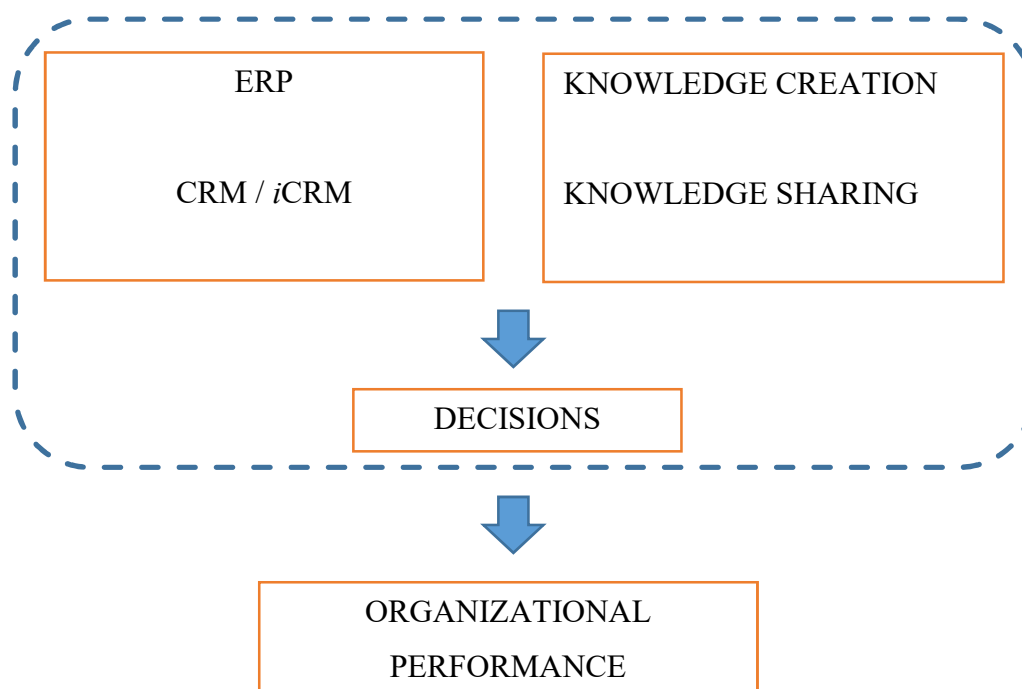 ERP
CRM / iCRM
KNOWLEDGE CREATION
KNOWLEDGE SHARING
DECISIONS
ORGANIZATIONAL
PERFORMANCE